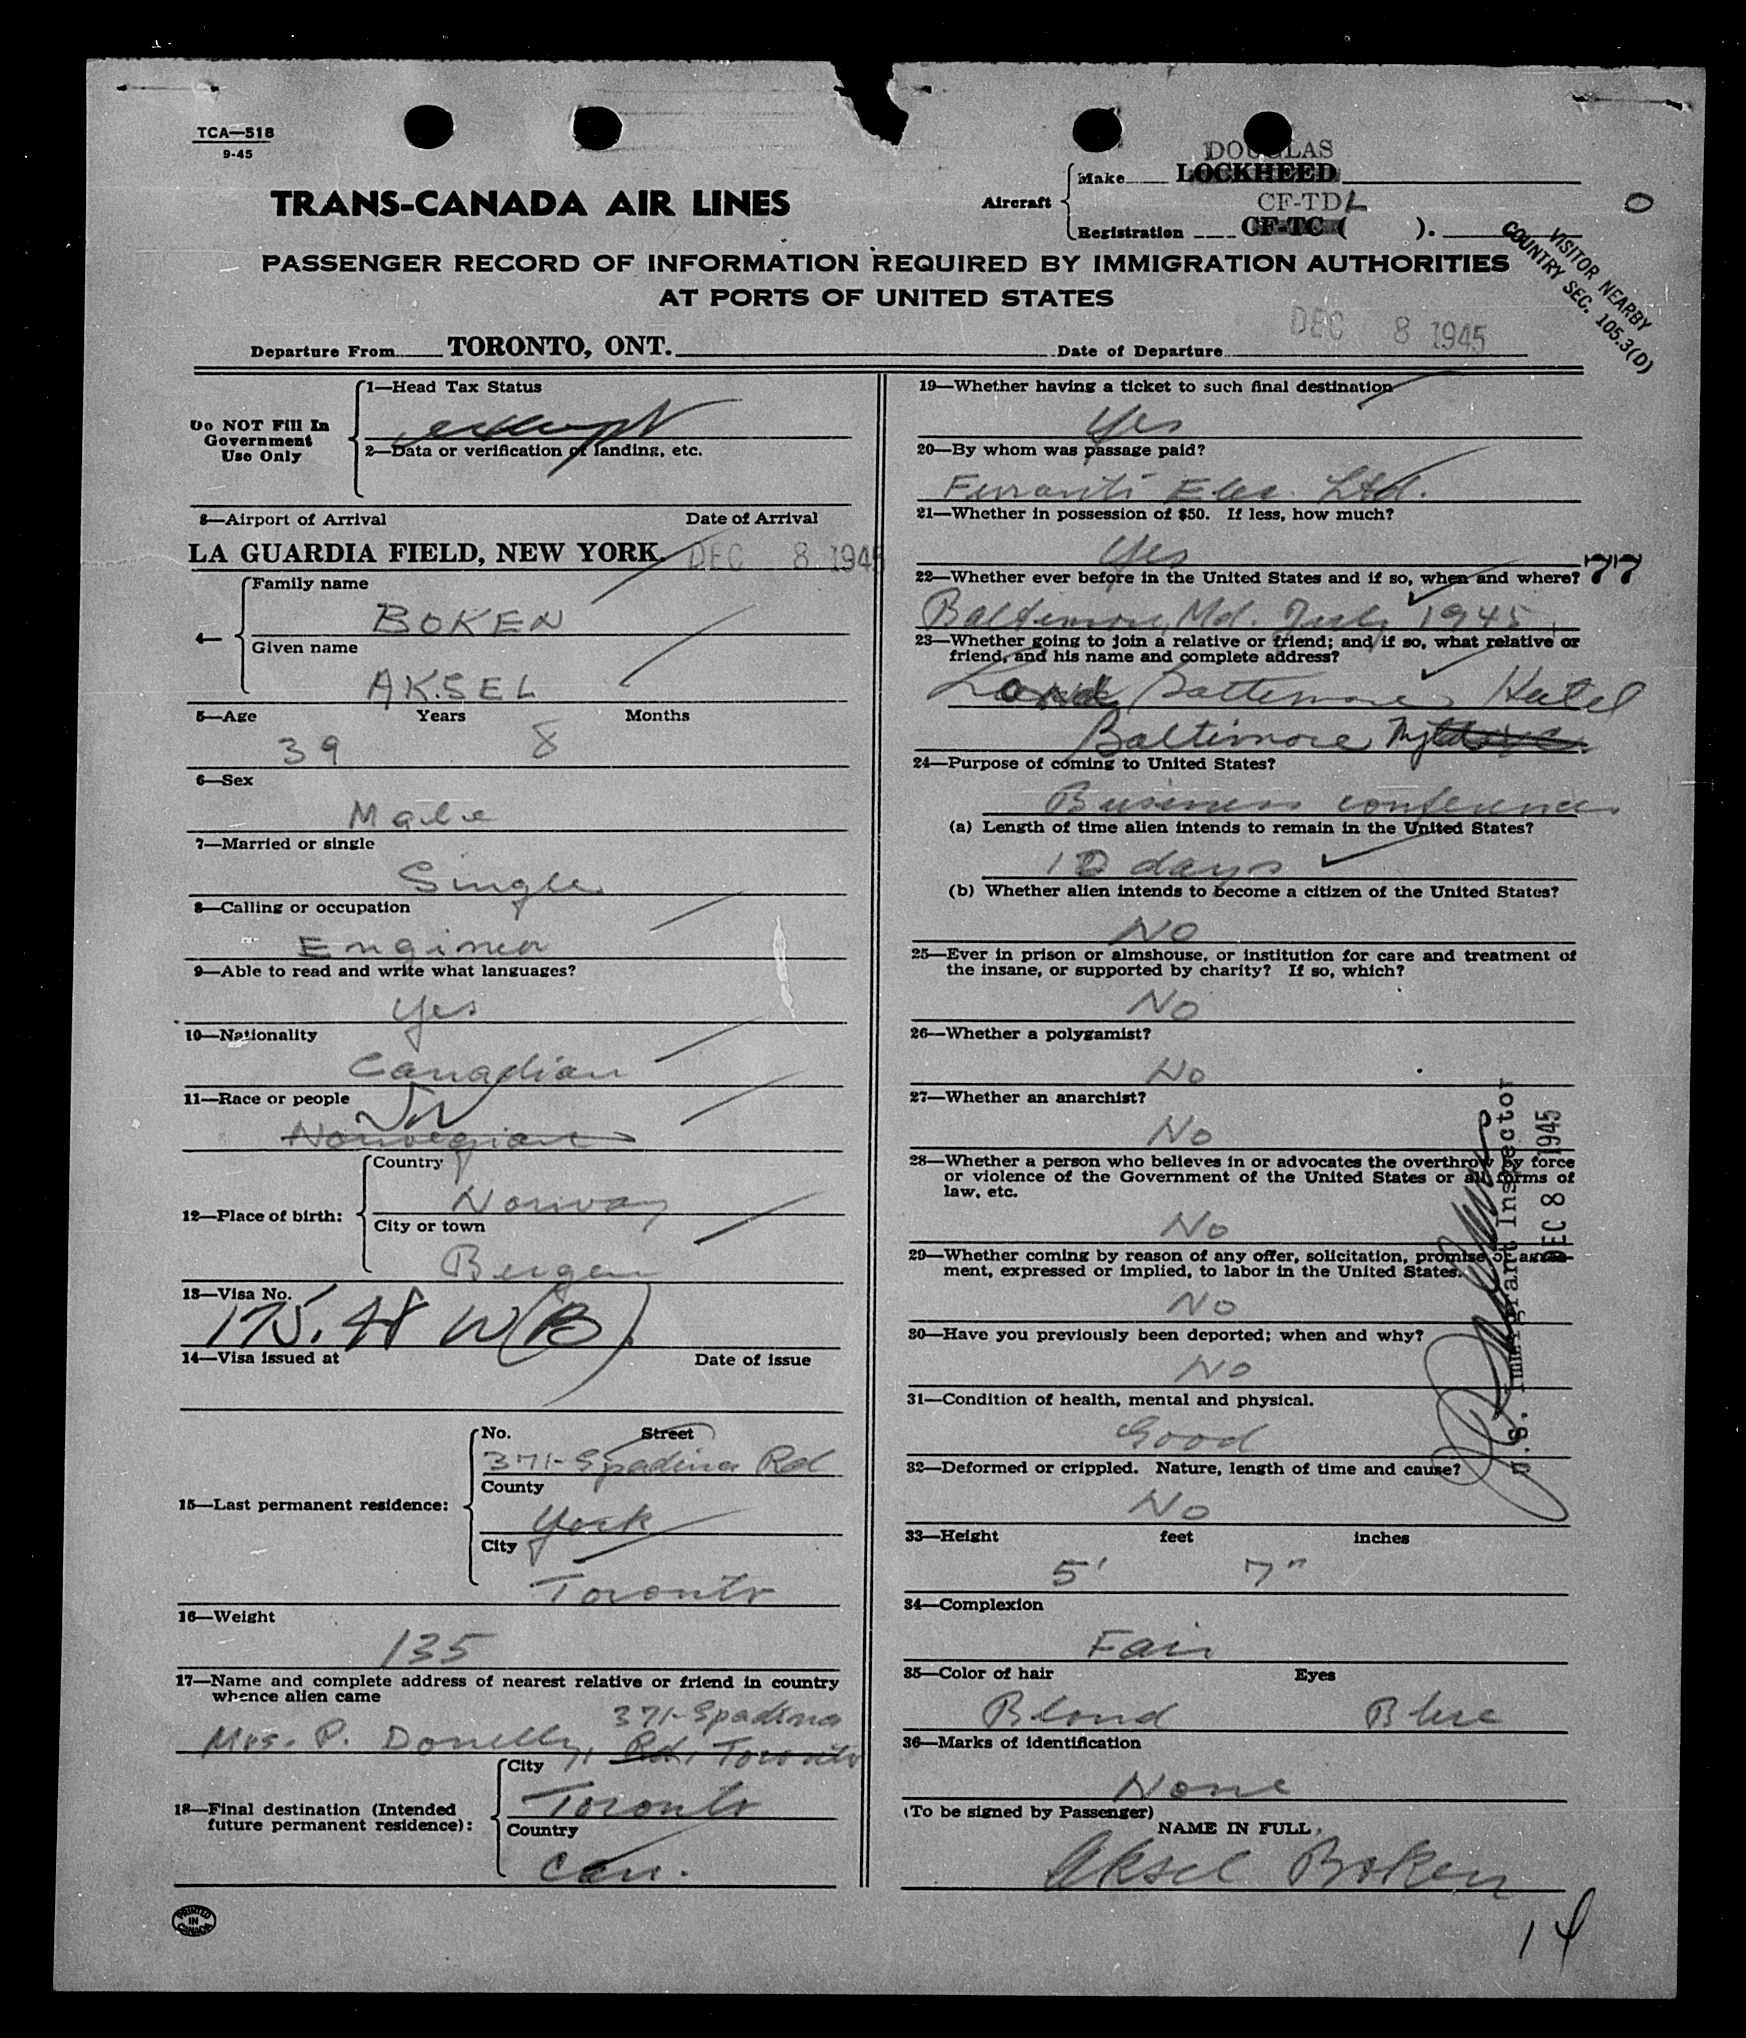 TCA—518
9-45
TRANS-CANADA AIR LINES
Aircraft
Make
DOUGLAS
LOCKHEED
Registration
CF-TDL
CF-TC ( ).
O
VISITOR NEARBY
COUNTRY SEC. 105.3(D)
PASSENGER RECORD OF INFORMATION REQUIRED BY IMMIGRATION AUTHORITIES
AT PORTS OF UNITED STATES
Departure From TORONTO, ONT. Date of Departure DEC 8 1945
Do NOT Fill In
Government
Use Only
1—Head Tax Status
exempt
2—Data or verification of landing, etc.
3—Airport of Arrival Date of Arrival
LA GUARDIA FIELD, NEW YORK. DEC 8 1945
4—
Family name
BOKEN
Given name
AKSEL
5—Age Years Months
39 8
6—Sex
Male
7—Married or single
Single
8—Calling or occupation
Engineer
9—Able to read and write what languages?
Yes
10—Nationality
Canadian
11—Race or people
Norwegian
12—Place of birth:
Country
Norway
City or town
Bergen
13—Visa No.
175.48 W(B)
14—Visa issued at Date of issue
15—Last permanent residence:
No. Street
371-Spadina Rd
County
York
City
Toronto
16—Weight
135
17—Name and complete address of nearest relative or friend in country
whence alien came
371-Spadina
Mrs. P. Donelly, Rd, Toronto
18—Final destination (Intended
future permanent residence):
City
Toronto
Country
Can.
PRINTED
IN
CANADA
19—Whether having a ticket to such final destination
Yes
20—By whom was passage paid?
Ferranti Elec. Ltd.
21—Whether in possession of $50. If less, how much?
Yes
22—Whether ever before in the United States and if so, when and where?
77
Baltimore, Md. July 1945
23—Whether going to join a relative or friend; and if so, what relative or
friend, and his name and complete address?
Lord Baltimore Hotel
Baltimore
24—Purpose of coming to United States?
Business conference
(a) Length of time alien intends to remain in the United States?
10 days
(b) Whether alien intends to become a citizen of the United States?
No
25—Ever in prison or almshouse, or institution for care and treatment of
the insane, or supported by charity? If so, which?
No
26—Whether a polygamist?
No
27—Whether an anarchist?
No
28—Whether a person who believes in or advocates the overthrow by force
or violence of the Government of the United States or all forms of
law, etc.
No
29—Whether coming by reason of any offer, solicitation, promise or agree-
ment, expressed or implied, to labor in the United States.
No
30—Have you previously been deported; when and why?
No
31—Condition of health, mental and physical.
Good
32—Deformed or crippled. Nature, length of time and cause?
No
U.S. Immigrant Inspector
DEC 8 1945
33—Height feet inches
5' 7"
34—Complexion
Fair
35—Color of hair Eyes
Blond Blue
36—Marks of identification
None
(To be signed by Passenger)
NAME IN FULL
Aksel Boken
14